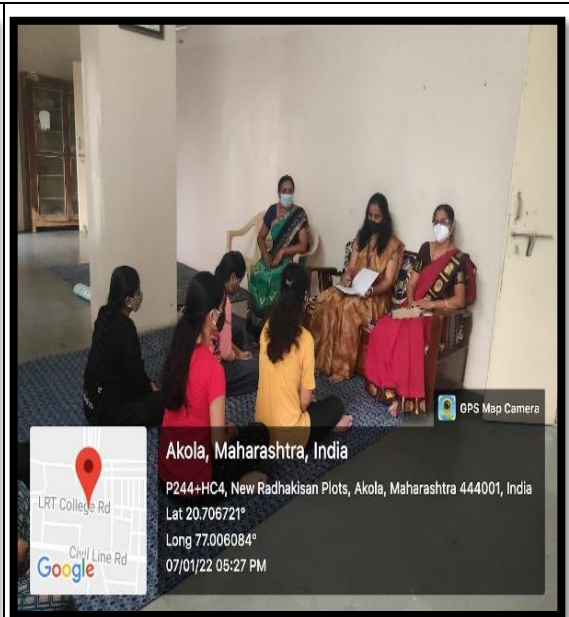 GPS Map Camera
Akola, Maharashtra, India
P244+HC4, New Radhakisan Plots, Akola, Maharashtra 444001, India
Lat 20.706721°
Long 77.006084°
07/01/22 05:27 PM
LRT College Rd
Civil Line Rd
Google